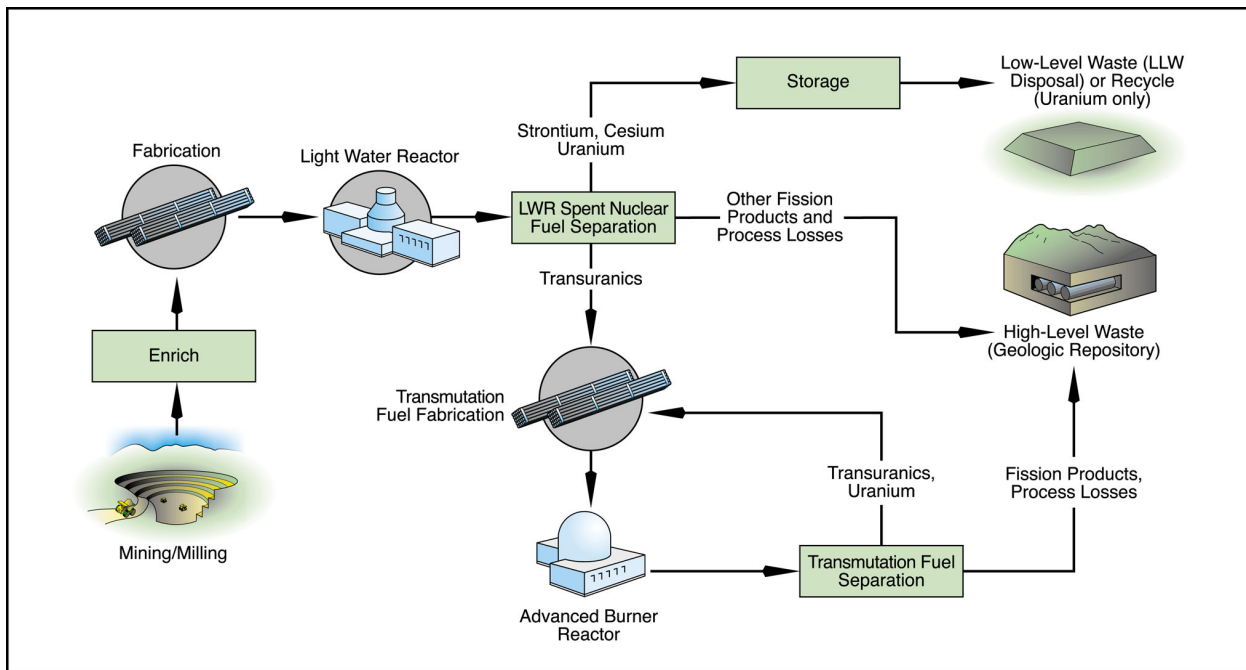 Low-Level Waste (LLW
Disposal) or Recycle
(Uranium only)
Storage
Strontium, Cesium
Uranium
Fabrication
Light Water Reactor
LWR Spent Nuclear
Fuel Separation
Other Fission
Products and
Process Losses
Transuranics
High-Level Waste
(Geologic Repository)
Enrich
Transmutation
Fuel Fabrication
Transuranics,
Uranium
Fission Products,
Process Losses
Mining/Milling
Transmutation Fuel
Separation
Advanced Burner
Reactor